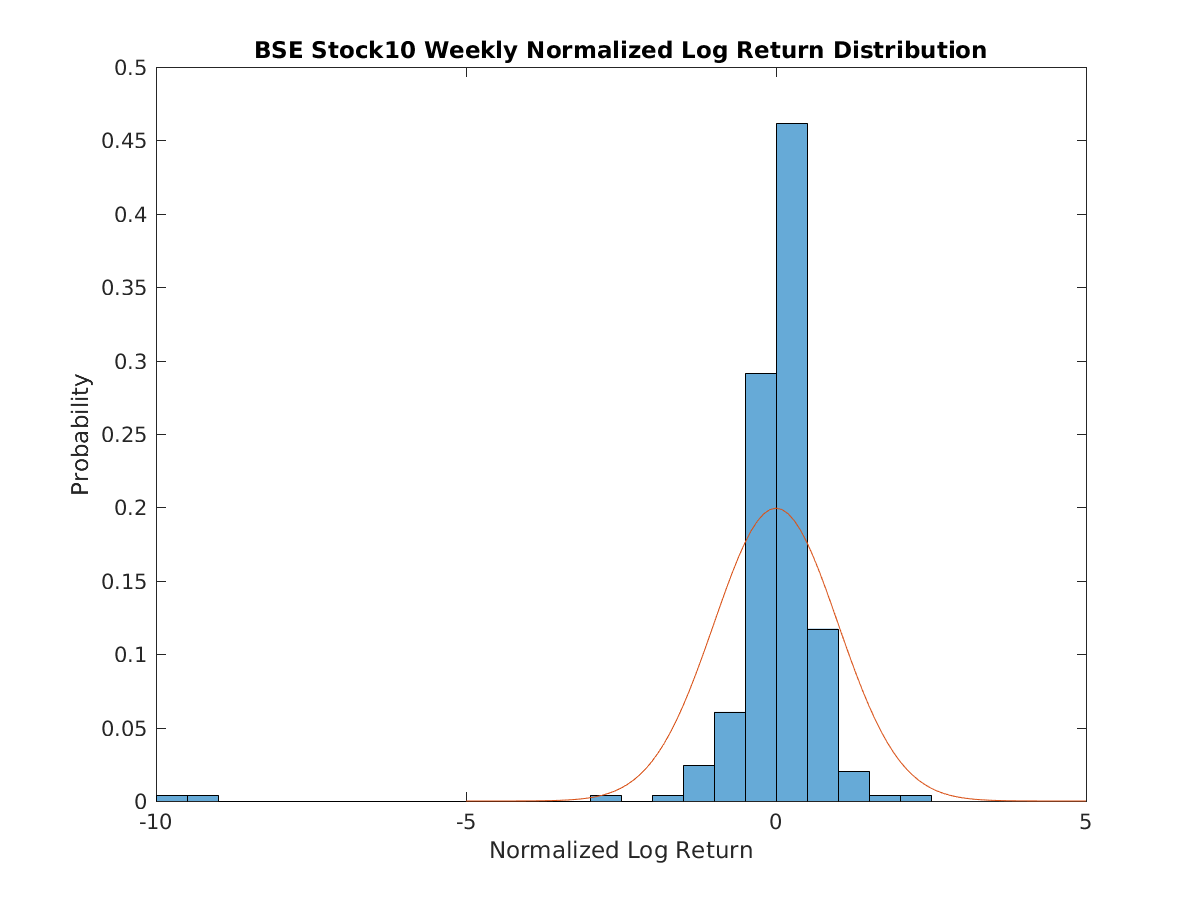 BSE Stock10 Weekly Normalized Log Return Distribution
0.5
0.45
0.4
0.35
0.3
0.25
0.2
0.15
0.1
0.05
0
Probability
-10 -5 0 5
Normalized Log Return